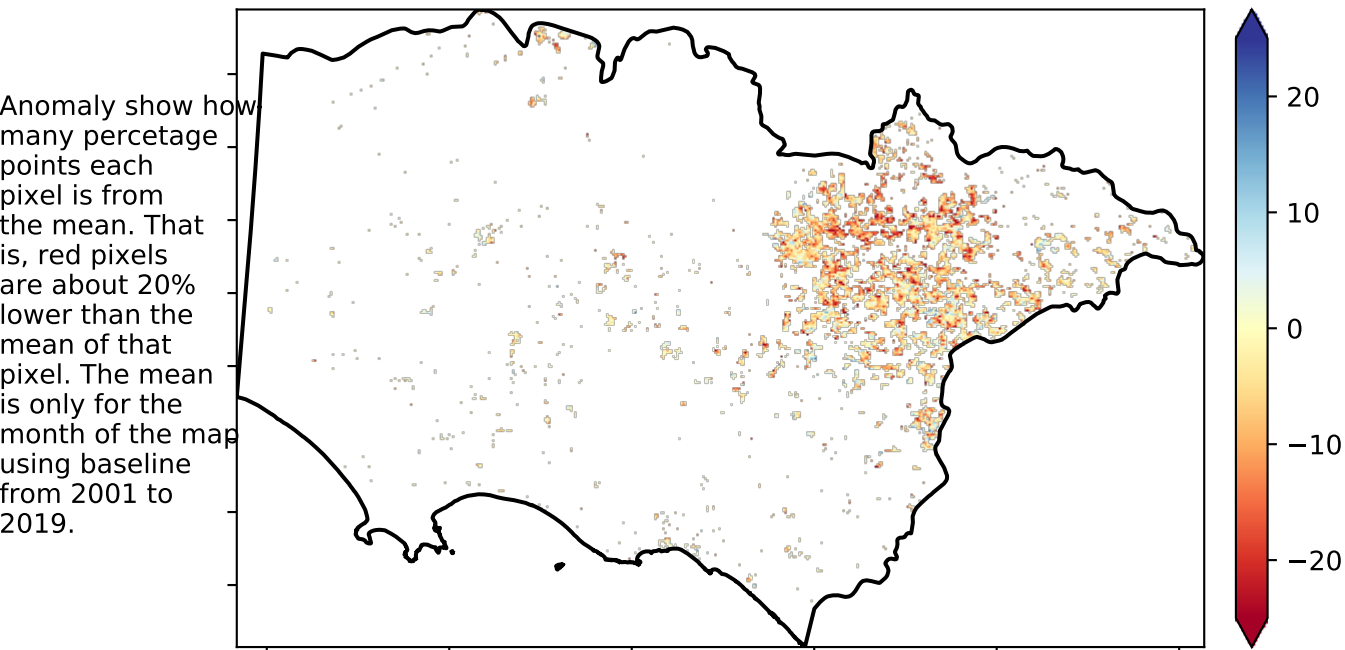 Anomaly show how
many percetage
points each
pixel is from
the mean. That
is, red pixels
are about 20%
lower than the
mean of that
pixel. The mean
is only for the
month of the map
using baseline
from 2001 to
2019.
20
10
0
−10
−20